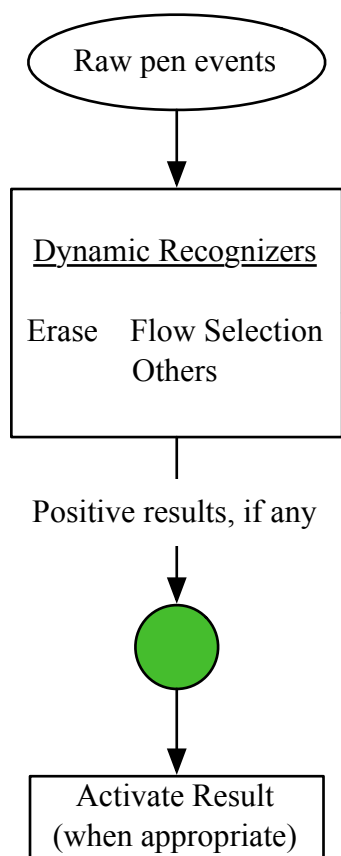 Raw pen events
Dynamic Recognizers
Erase Flow Selection
Others
Positive results, if any
Activate Result
(when appropriate)